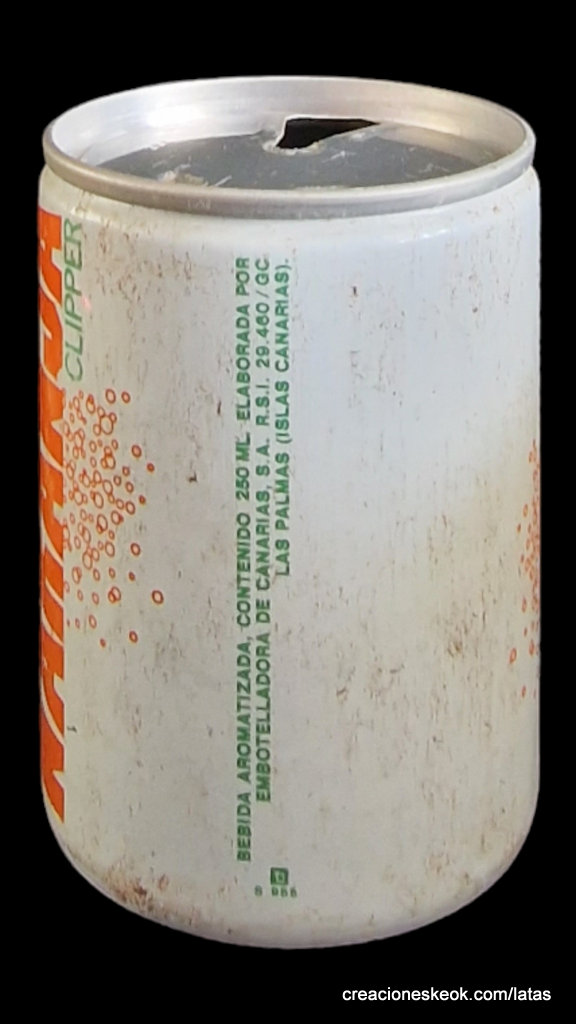 NARANJA
CLIPPER
BEBIDA AROMATIZADA, CONTENIDO 250 ML. ELABORADA POR
EMBOTELLADORA DE CANARIAS, S.A. R.S.I. 29.460/GC.
LAS PALMAS (ISLAS CANARIAS).
creacioneskeok.com/latas